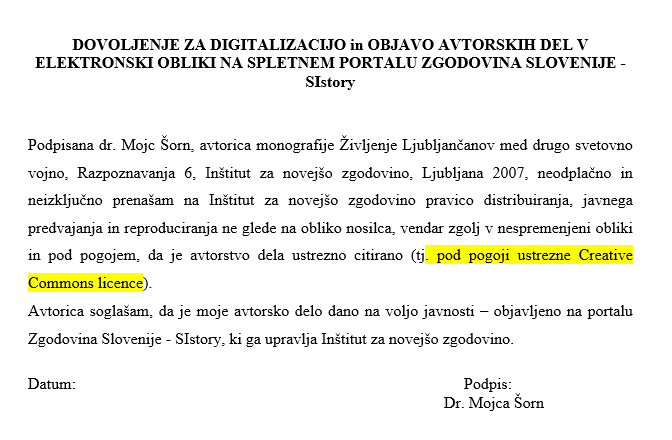 DOVOLJENJE ZA DIGITALIZACIJO in OBJAVO AVTORSKIH DEL V
ELEKTRONSKI OBLIKI NA SPLETNEM PORTALU ZGODOVINA SLOVENIJE -
SIstory
Podpisana dr. Mojc Šorn, avtorica monografije Življenje Ljubljančanov med drugo svetovno
vojno, Razpoznavanja 6, Inštitut za novejšo zgodovino, Ljubljana 2007, neodplačno in
neizključno prenašam na Inštitut za novejšo zgodovino pravico distribuiranja, javnega
predvajanja in reproduciranja ne glede na obliko nosilca, vendar zgolj v nespremenjeni obliki
in pod pogojem, da je avtorstvo dela ustrezno citirano (tj. pod pogoji ustrezne Creative
Commons licence).
Avtorica soglašam, da je moje avtorsko delo dano na voljo javnosti – objavljeno na portalu
Zgodovina Slovenije - SIstory, ki ga upravlja Inštitut za novejšo zgodovino.
Datum: Podpis:
Dr. Mojca Šorn